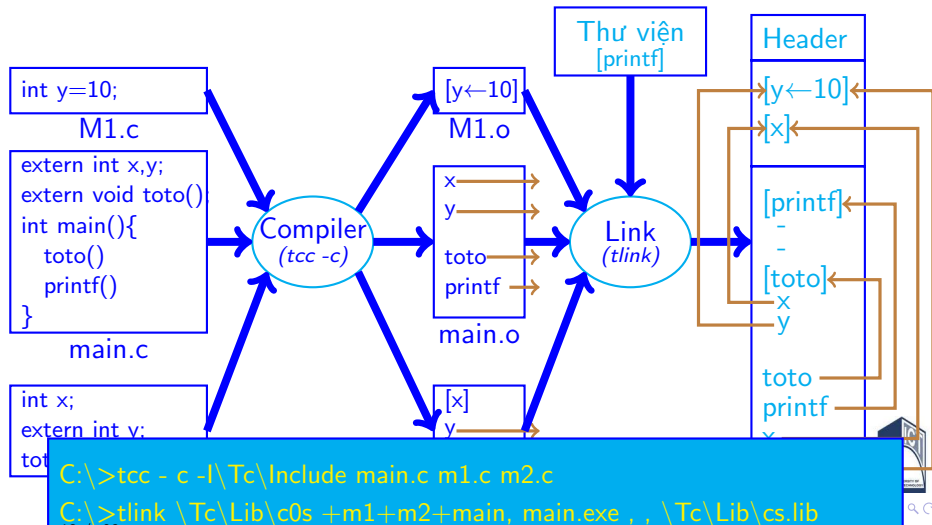 int y=10;
M1.c
extern int x,y;
extern void toto();
int main(){
toto()
printf()
}
main.c
int x;
extern int y;
Compiler
(tcc -c)
[y←10]
M1.o
x
y
toto
printf
main.o
[x]
y
Thư viện
[printf]
Link
(tlink)
Header
[y←10]
[x]
[printf]
-
-
[toto]
x
y
toto
printf
x
C:\>tcc - c -I\Tc\Include main.c m1.c m2.c
C:\>tlink \Tc\Lib\c0s +m1+m2+main, main.exe , , \Tc\Lib\cs.lib